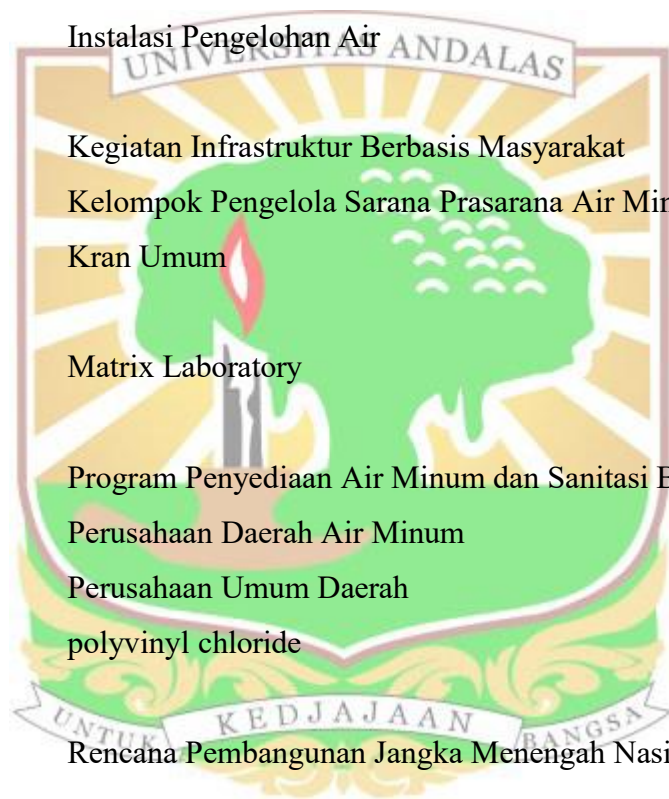 Instalasi Pengelohan Air
UNIVERSITAS ANDALAS
Kegiatan Infrastruktur Berbasis Masyarakat
Kelompok Pengelola Sarana Prasarana Air Min
Kran Umum
Matrix Laboratory
Program Penyediaan Air Minum dan Sanitasi B
Perusahaan Daerah Air Minum
Perusahaan Umum Daerah
polyvinyl chloride
UNTUK KEDJAJAAN BANGSA
Rencana Pembangunan Jangka Menengah Nasi